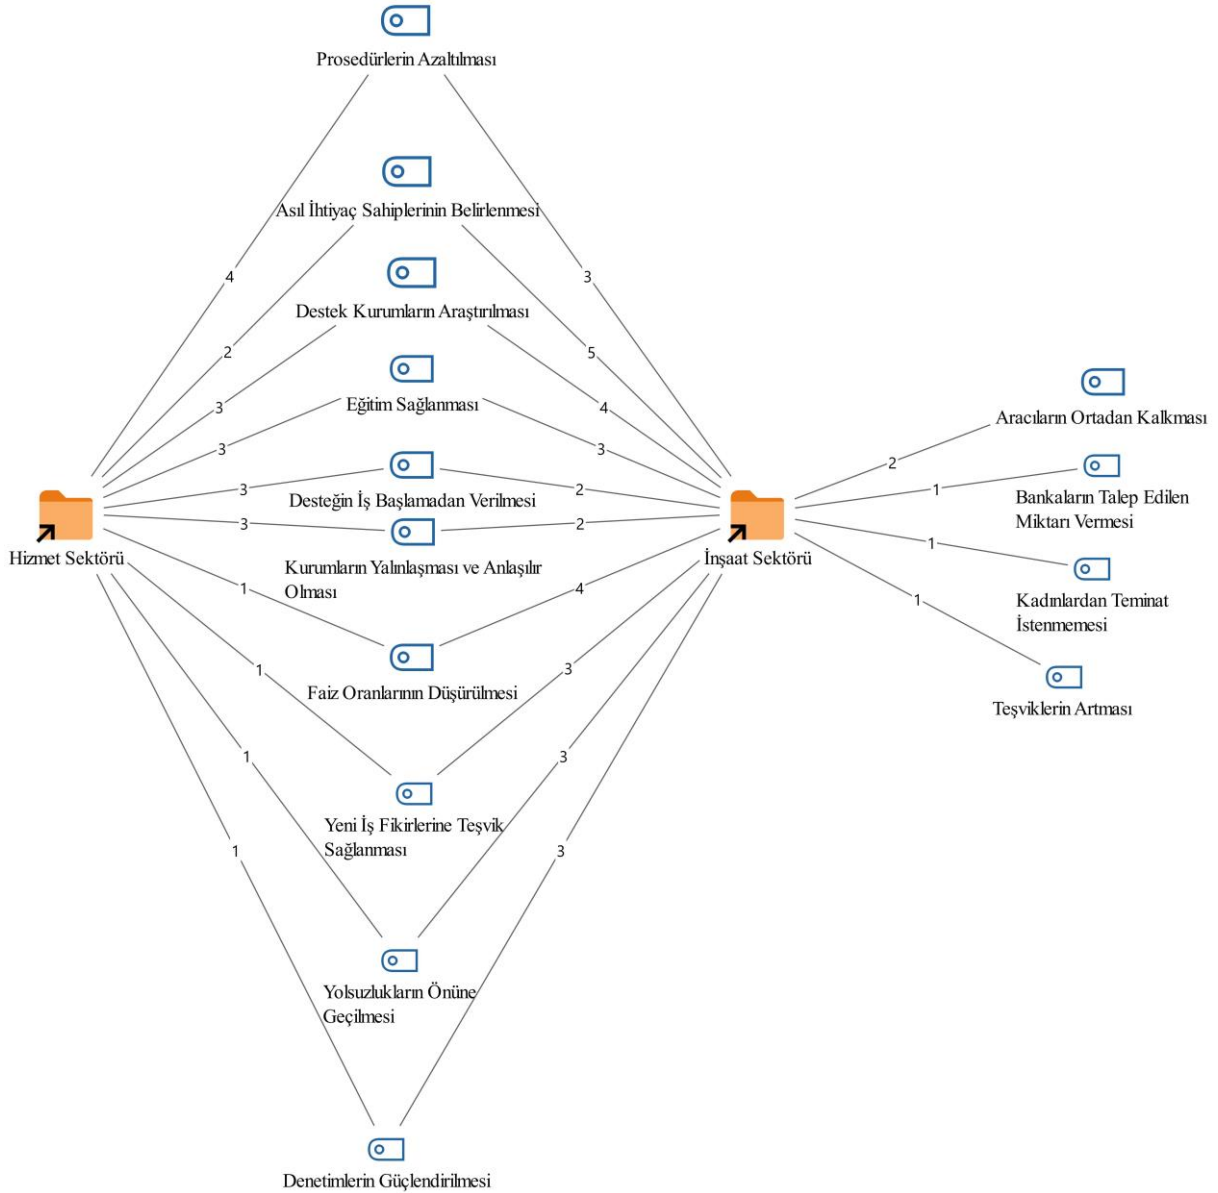 Prosedürlerin Azaltılması
Asıl İhtiyaç Sahiplerinin Belirlenmesi
4
3
Destek Kurumların Araştırılması
2
5
Eğitim Sağlanması
Aracıların Ortadan Kalkması
3
4
3
3
2
Desteğin İş Başlamadan Verilmesi
3
2
1
Bankaların Talep Edilen
Miktarı Vermesi
3
2
Hizmet Sektörü
İnşaat Sektörü
1
Kurumların Yalınlaşması ve Anlaşılır
Olması
1
4
1
Kadınlardan Teminat
İstenmemesi
Faiz Oranlarının Düşürülmesi
1
3
Teşviklerin Artması
1
3
Yeni İş Fikirlerine Teşvik
Sağlanması
1
3
Yolsuzlukların Önüne
Geçilmesi
Denetimlerin Güçlendirilmesi